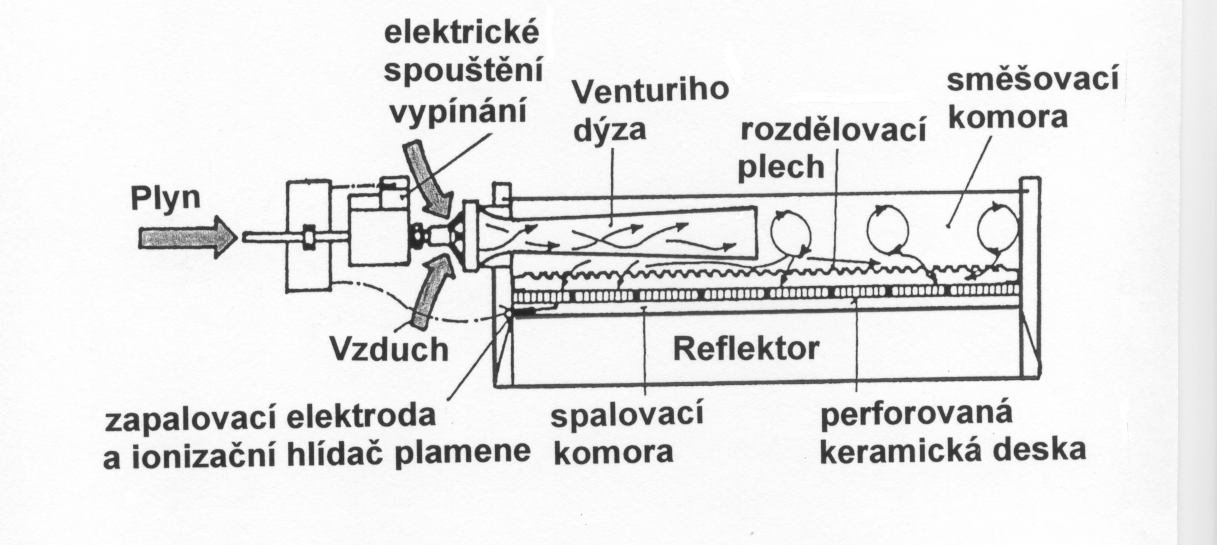 elektrické
spouštění
vypínání
Venturiho
dýza
rozdělovací
plech
směšovací
komora
Plyn
Vzduch
Reflektor
zapalovací elektroda
a ionizační hlídač plamene
spalovací
komora
perforovaná
keramická deska